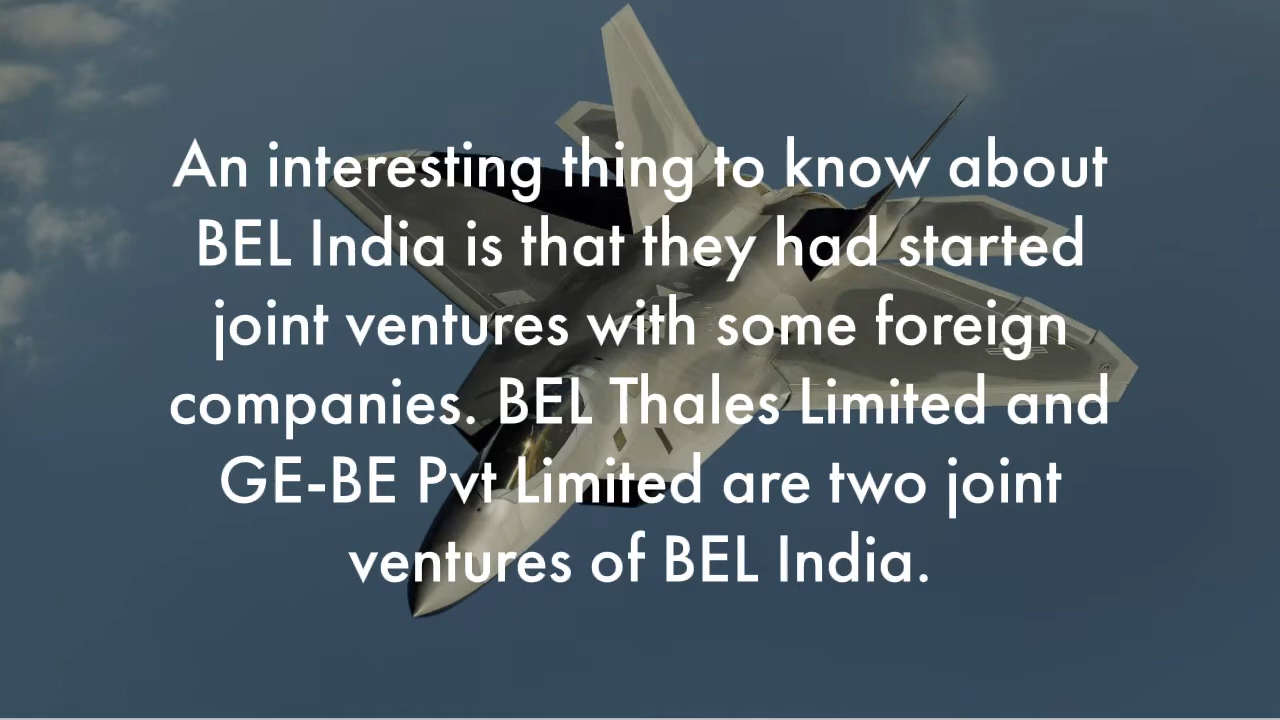 An interesting thing to know about
BEL India is that they had started
joint ventures with some foreign
companies. BEL Thales Limited and
GE-BE Pvt Limited are two joint
ventures of BEL India.